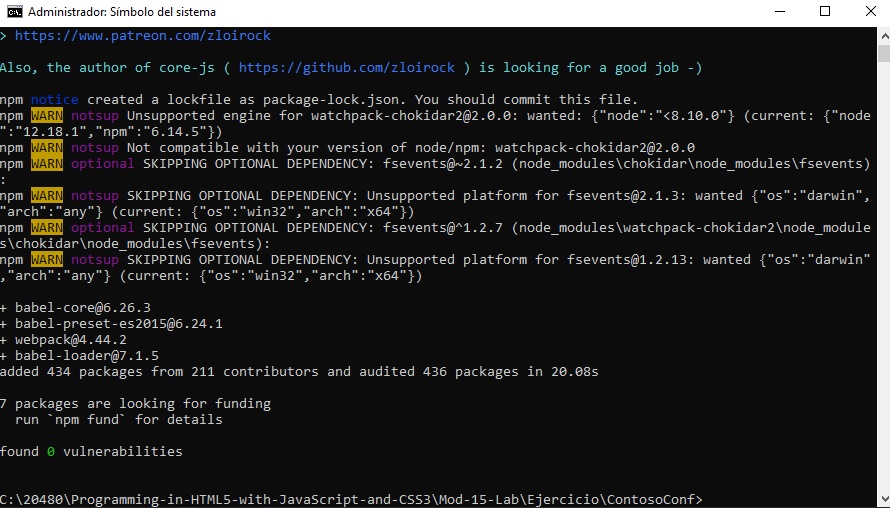 Administrador: Símbolo del sistema
> https://www.patreon.com/zloirock
Also, the author of core-js ( https://github.com/zloirock ) is looking for a good job -)
npm notice created a lockfile as package-lock.json. You should commit this file.
npm WARN notsup Unsupported engine for watchpack-chokidar2@2.0.0: wanted: {"node":"<8.10.0"} (current: {"node
":"12.18.1","npm":"6.14.5"})
npm WARN notsup Not compatible with your version of node/npm: watchpack-chokidar2@2.0.0
npm WARN optional SKIPPING OPTIONAL DEPENDENCY: fsevents@~2.1.2 (node_modules\chokidar\node_modules\fsevents)
:
npm WARN notsup SKIPPING OPTIONAL DEPENDENCY: Unsupported platform for fsevents@2.1.3: wanted {"os":"darwin",
"arch":"any"} (current: {"os":"win32","arch":"x64"})
npm WARN optional SKIPPING OPTIONAL DEPENDENCY: fsevents@^1.2.7 (node_modules\watchpack-chokidar2\node_module
s\chokidar\node_modules\fsevents):
npm WARN notsup SKIPPING OPTIONAL DEPENDENCY: Unsupported platform for fsevents@1.2.13: wanted {"os":"darwin"
,"arch":"any"} (current: {"os":"win32","arch":"x64"})
+ babel-core@6.26.3
+ babel-preset-es2015@6.24.1
+ webpack@4.44.2
+ babel-loader@7.1.5
added 434 packages from 211 contributors and audited 436 packages in 20.08s
7 packages are looking for funding
run `npm fund` for details
found 0 vulnerabilities
C:\20480\Programming-in-HTML5-with-JavaScript-and-CSS3\Mod-15-Lab\Ejercicio\ContosoConf>